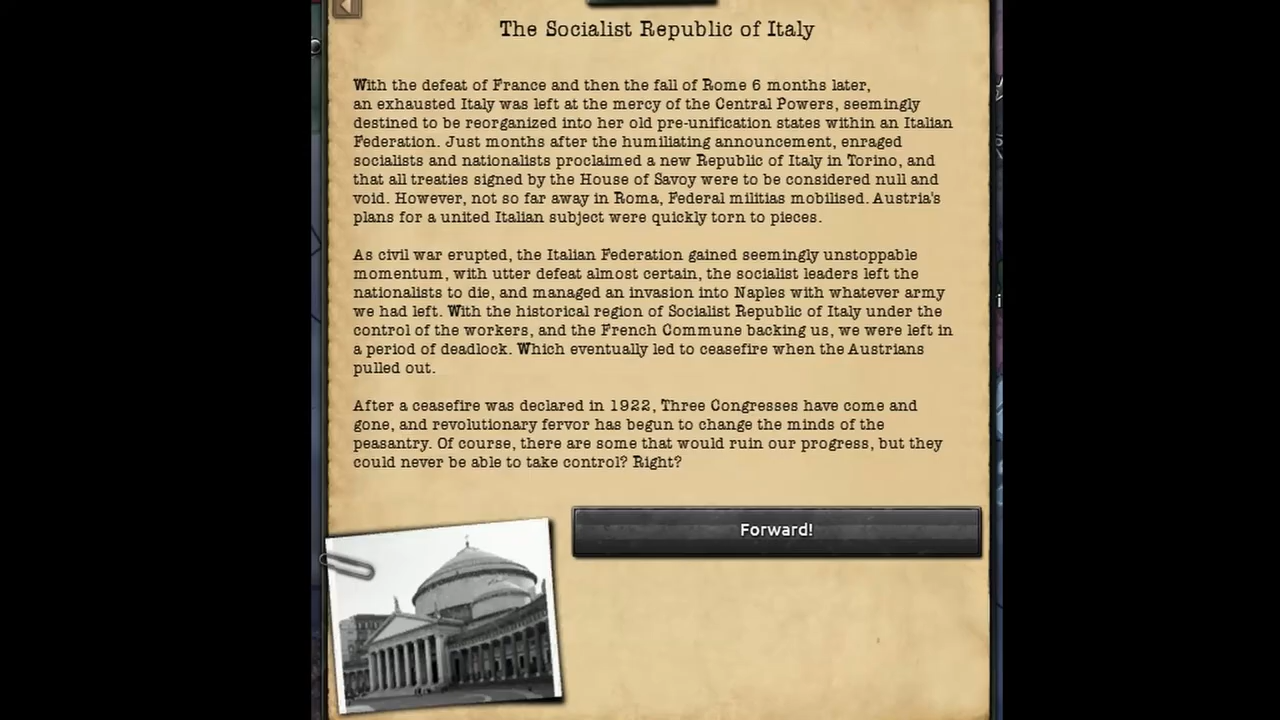 The Socialist Republic of Italy
With the defeat of France and then the fall of Rome 6 months later,
an exhausted Italy was left at the mercy of the Central Powers, seemingly
destined to be reorganized into her old pre-unification states within an Italian
Federation. Just months after the humiliating announcement, enraged
socialists and nationalists proclaimed a new Republic of Italy in Torino, and
that all treaties signed by the House of Savoy were to be considered null and
void. However, not so far away in Roma, Federal militias mobilised. Austria's
plans for a united Italian subject were quickly torn to pieces.
As civil war erupted, the Italian Federation gained seemingly unstoppable
momentum, with utter defeat almost certain, the socialist leaders left the
nationalists to die, and managed an invasion into Naples with whatever army
we had left. With the historical region of Socialist Republic of Italy under the
control of the workers, and the French Commune backing us, we were left in
a period of deadlock. Which eventually led to ceasefire when the Austrians
pulled out.
After a ceasefire was declared in 1922, Three Congresses have come and
gone, and revolutionary fervor has begun to change the minds of the
peasantry. Of course, there are some that would ruin our progress, but they
could never be able to take control? Right?
Forward!